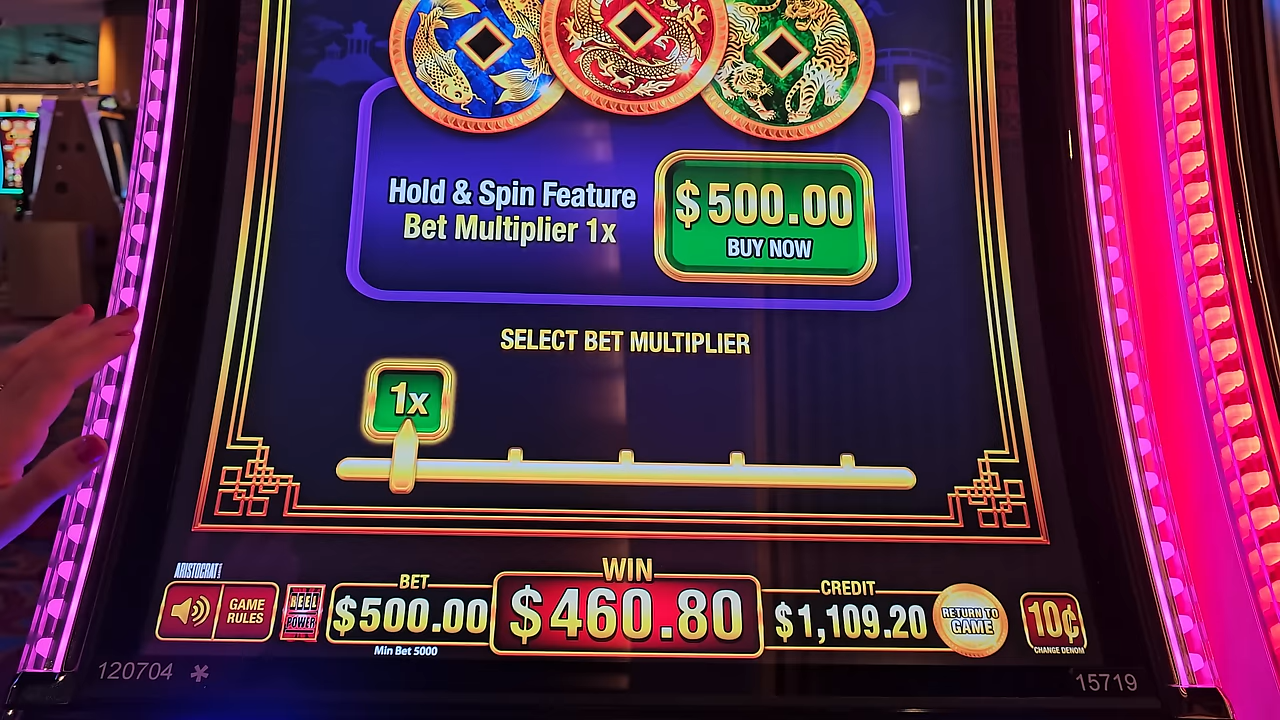 Hold & Spin Feature
Bet Multiplier 1x
$500.00
BUY NOW
SELECT BET MULTIPLIER
1x
ARISTOCRAT
GAME
RULES
REEL
POWER
BET
$500.00
Min Bet 5000
WIN
$460.80
CREDIT
$1,109.20
RETURN TO
GAME
10¢
CHANGE DENOM
120704 *
15719